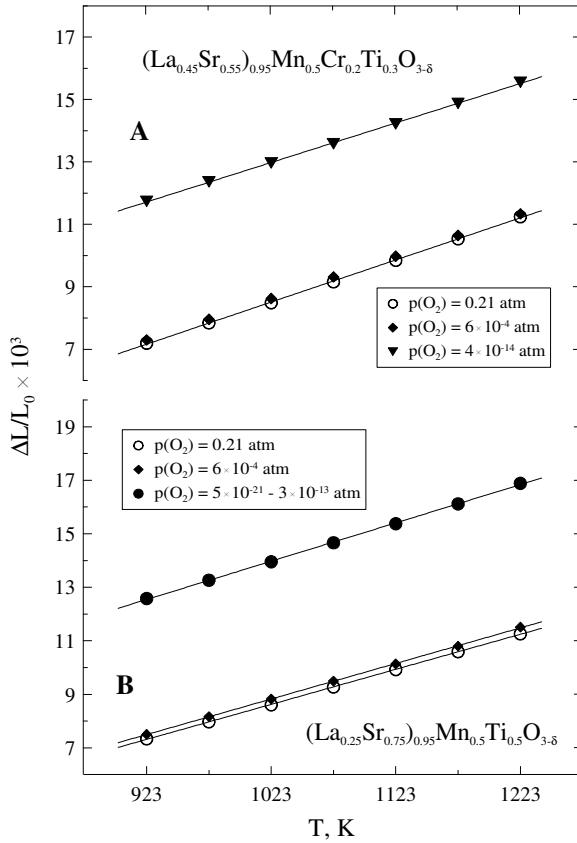 (La0.45Sr0.55)0.95Mn0.5Cr0.2Ti0.3O3-δ
A
17
15
13
11
9
7
p(O2) = 0.21 atm
p(O2) = 6×10-4 atm
p(O2) = 4×10-14 atm
ΔL/L0 × 103
19
17
15
13
11
9
7
p(O2) = 0.21 atm
p(O2) = 6×10-4 atm
p(O2) = 5×10-21 - 3×10-13 atm
B
(La0.25Sr0.75)0.95Mn0.5Ti0.5O3-δ
923 1023 1123 1223
T, K